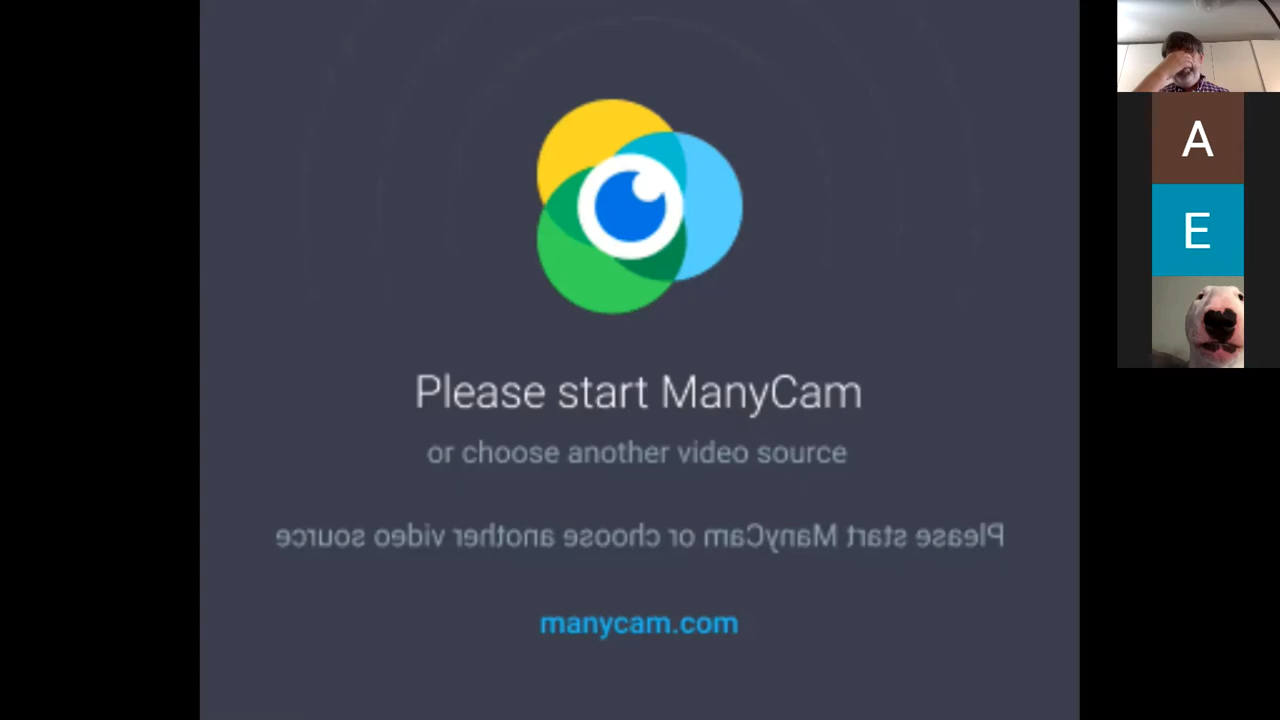 Please start ManyCam
or choose another video source
Please start ManyCam or choose another video source
manycam.com
A
E